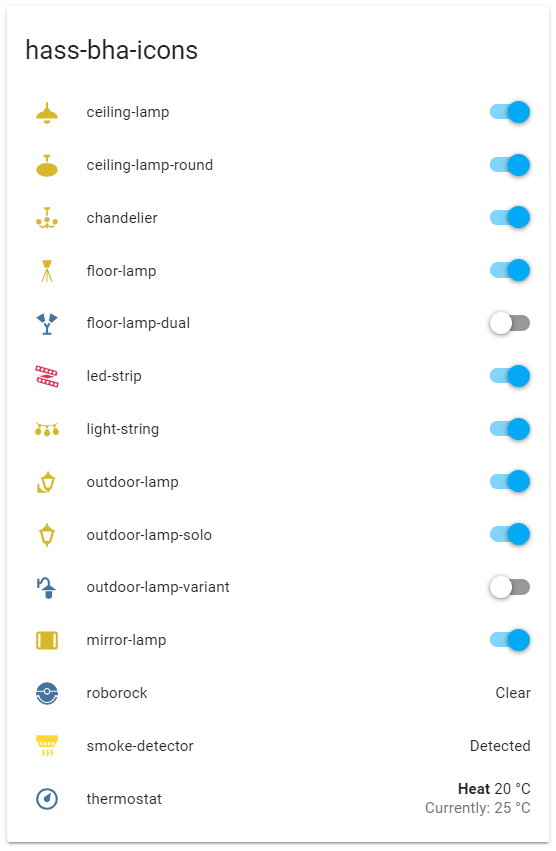 hass-bha-icons
ceiling-lamp
ceiling-lamp-round
chandelier
floor-lamp
floor-lamp-dual
led-strip
light-string
outdoor-lamp
outdoor-lamp-solo
outdoor-lamp-variant
mirror-lamp
roborock Clear
smoke-detector Detected
thermostat Heat 20 °C
Currently: 25 °C